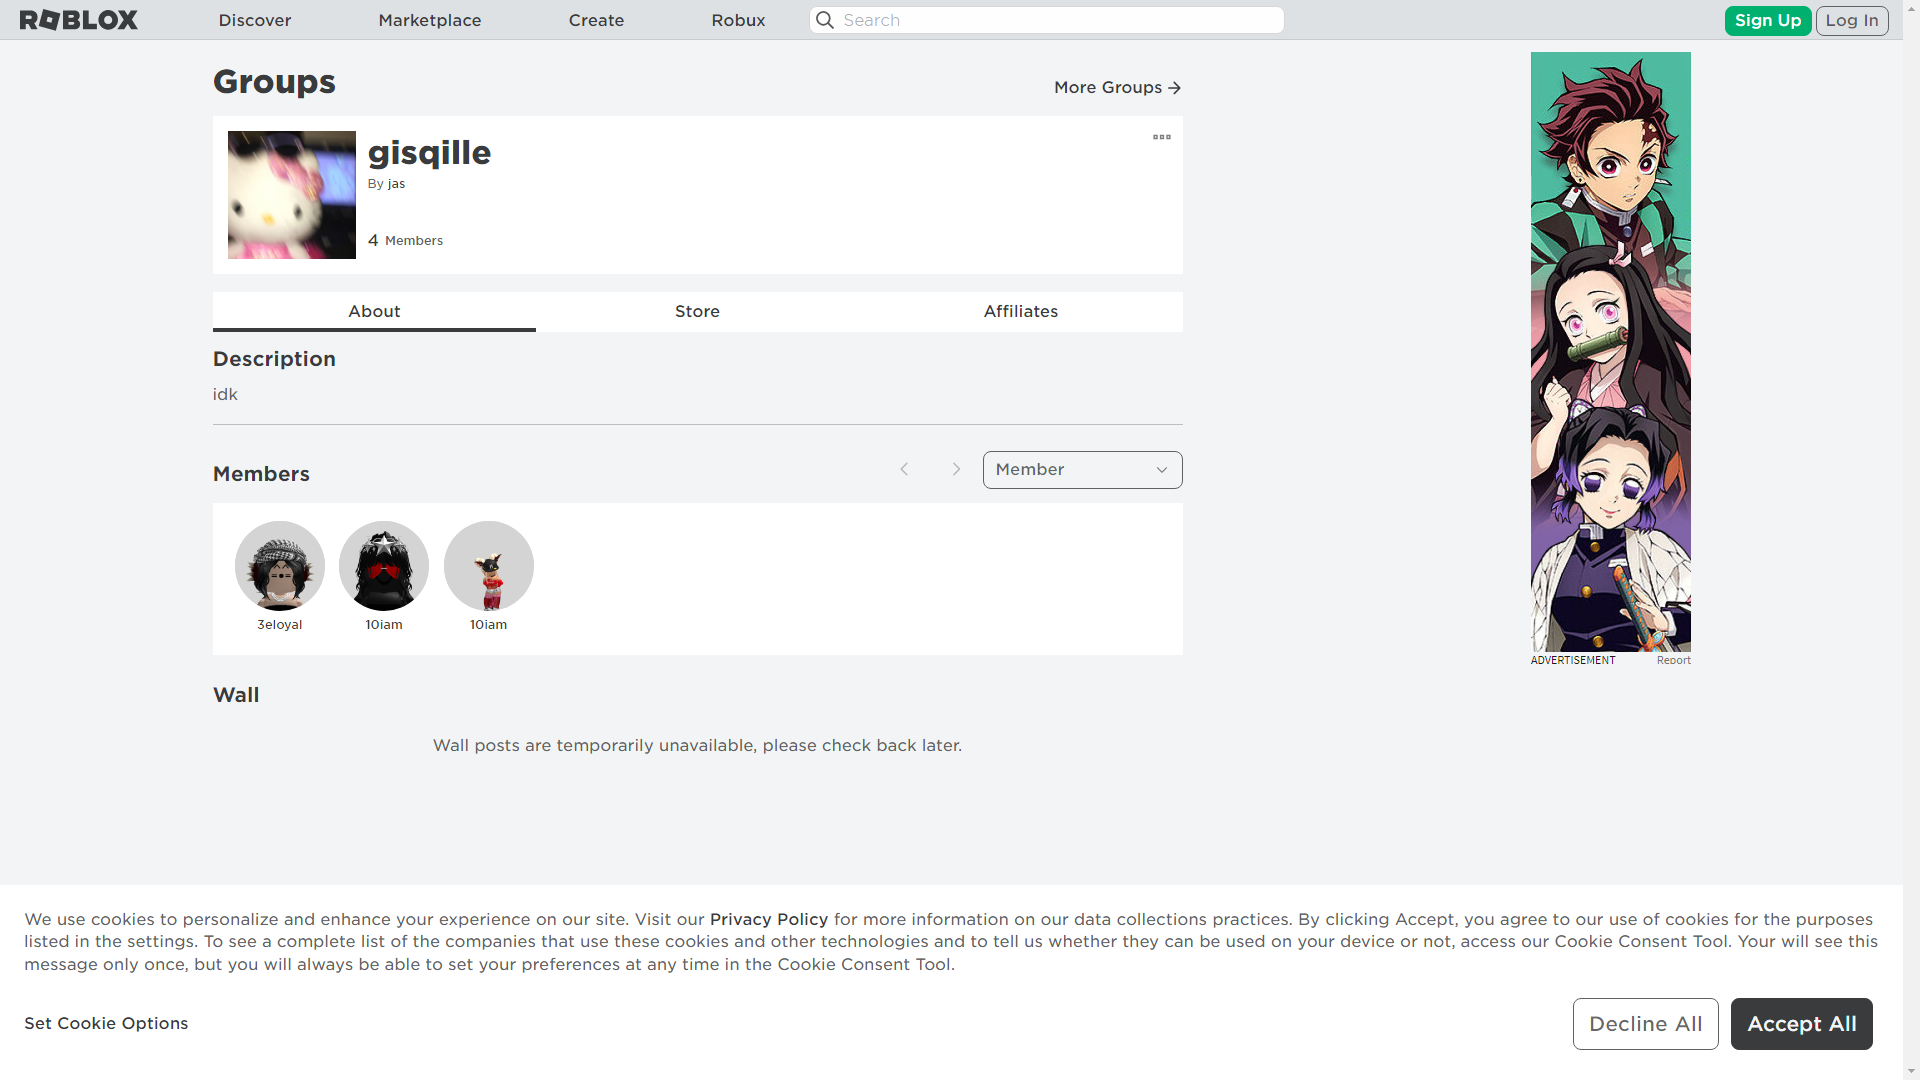 ROBLOX
Discover
Marketplace
Create
Robux
Search
Sign Up
Log In
Groups
More Groups
gisqille
By jas
4 Members
About
Store
Affiliates
Description
idk
Members
Member
3eloyal
10iam
10iam
ADVERTISEMENT
Report
Wall
Wall posts are temporarily unavailable, please check back later.
We use cookies to personalize and enhance your experience on our site. Visit our Privacy Policy for more information on our data collections practices. By clicking Accept, you agree to our use of cookies for the purposes
listed in the settings. To see a complete list of the companies that use these cookies and other technologies and to tell us whether they can be used on your device or not, access our Cookie Consent Tool. Your will see this
message only once, but you will always be able to set your preferences at any time in the Cookie Consent Tool.
Set Cookie Options
Decline All
Accept All